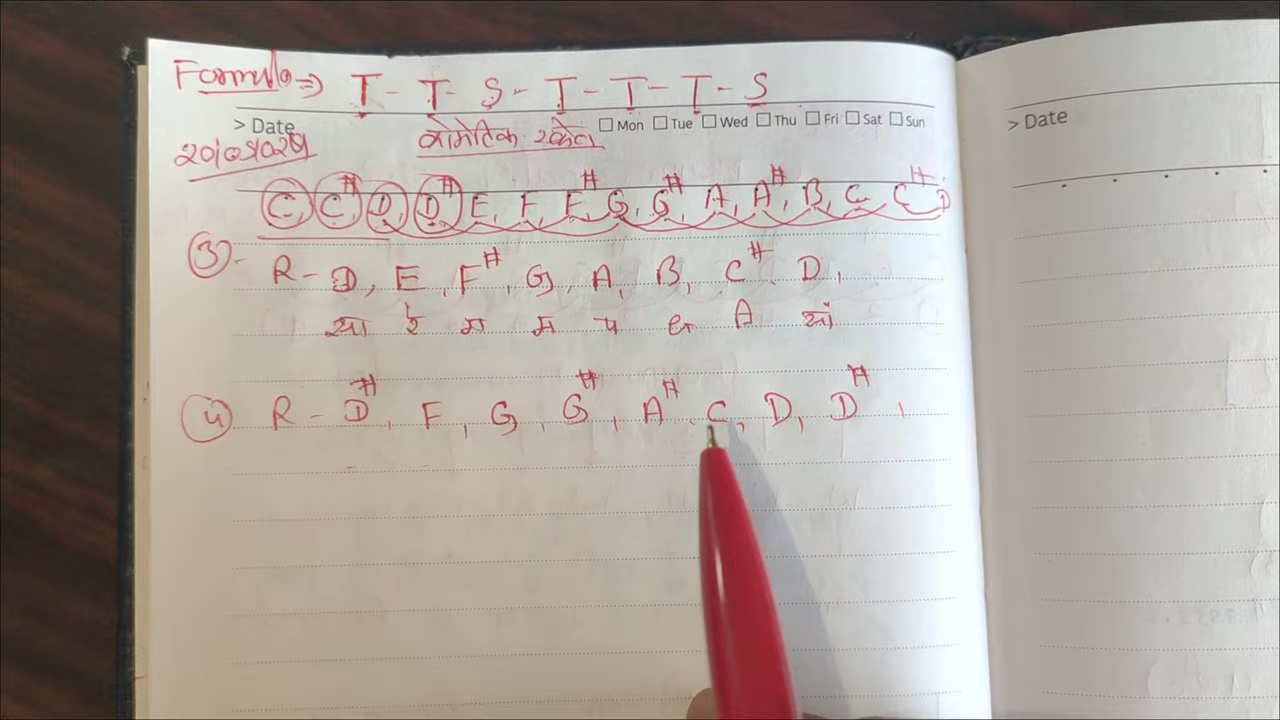 Formula ⇒ T - T - S - T - T - T - S
> Date ☐ Mon ☐ Tue ☐ Wed ☐ Thu ☐ Fri ☐ Sat ☐ Sun
क्रोमेटिक स्केल
C, C# D, D# E, F, F# G, G#, A, A# B, C, C# D
③ - R - D, E, F#, G, A, B, C# D,
सा रे ग म प ध A सां
④ R - D#, F, G, G#, A# C, D, D#,
> Date